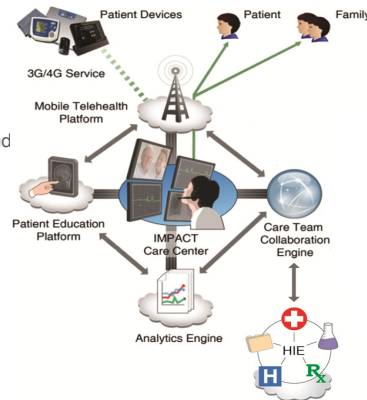 Patient Devices
Patient
Family
3G/4G Service
Mobile Telehealth
Platform
Patient Education
Platform
IMPACT
Care Center
Care Team
Collaboration
Engine
Analytics Engine
HIE
H
Rx